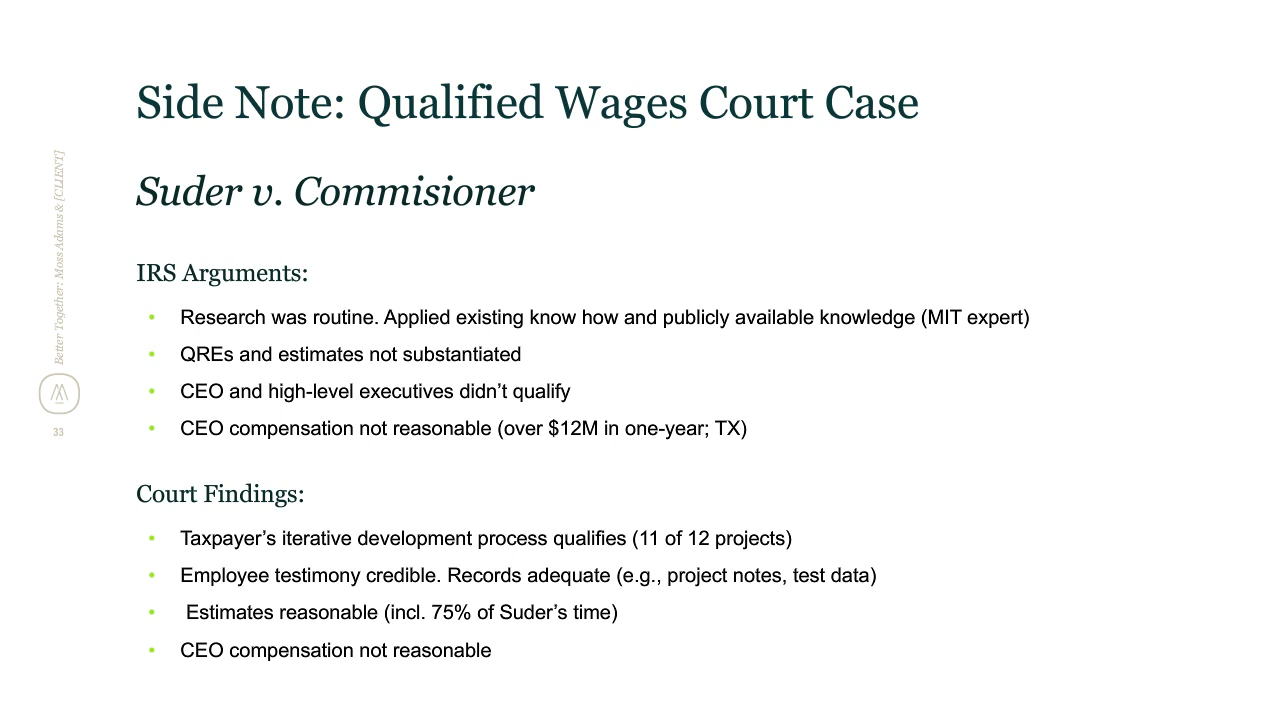 Side Note: Qualified Wages Court Case
Suder v. Commisioner
IRS Arguments:
• Research was routine. Applied existing know how and publicly available knowledge (MIT expert)
• QREs and estimates not substantiated
• CEO and high-level executives didn’t qualify
• CEO compensation not reasonable (over $12M in one-year; TX)
Court Findings:
• Taxpayer’s iterative development process qualifies (11 of 12 projects)
• Employee testimony credible. Records adequate (e.g., project notes, test data)
• Estimates reasonable (incl. 75% of Suder’s time)
• CEO compensation not reasonable
Better Together: Moss Adams & [CLIENT]
33